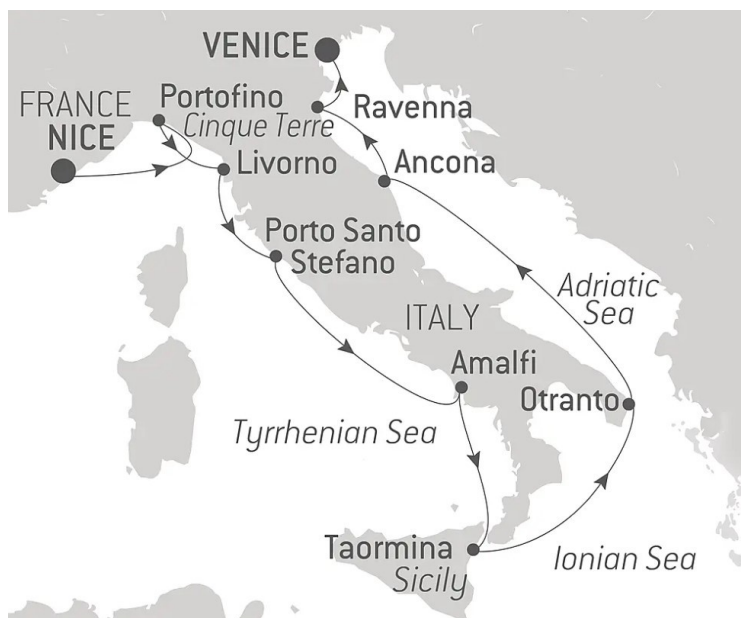 VENICE
FRANCE
Portofino
Ravenna
NICE
Cinque Terre
Livorno
Ancona
Porto Santo
Stefano
Adriatic
Sea
ITALY
Amalfi
Otranto
Tyrrhenian Sea
Taormina
Sicily
Ionian Sea